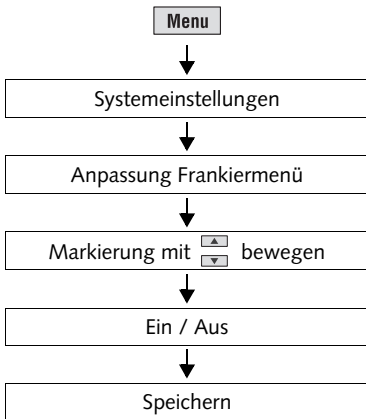 Menu
Systemeinstellungen
Anpassung Frankiermenü
Markierung mit bewegen
Ein / Aus
Speichern